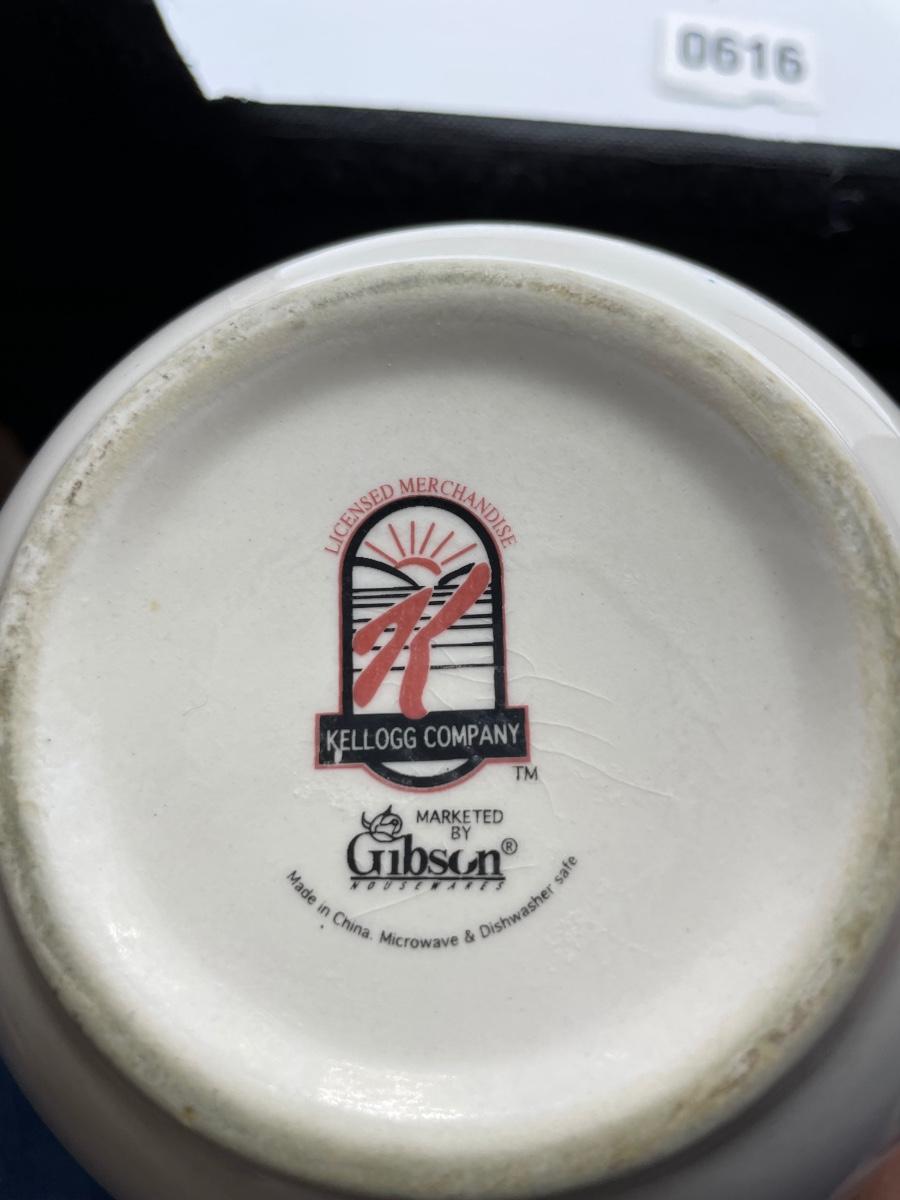 0616
LICENSED MERCHANDISE
K
KELLOGG COMPANY
TM
MARKETED
BY
Gibson®
HOUSEWARES
Made in China. Microwave & Dishwasher safe